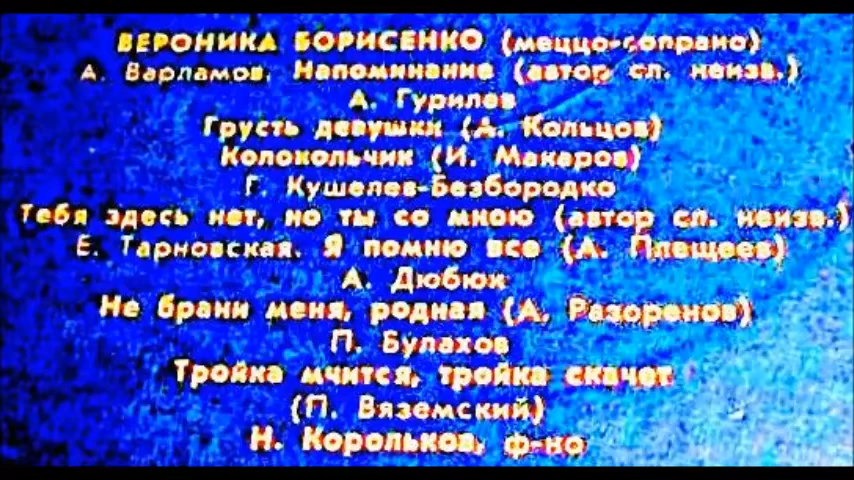 ВЕРОНИКА БОРИСЕНКО (меццо-сопрано)
А. Варламов. Напоминание (автор сл. неизв.)
А. Гурилев
Грусть девушки (А. Кольцов)
Колокольчик (И. Макаров)
Г. Кушелев-Безбородко
Тебя здесь нет, но ты со мною (автор сл. неизв.)
Е. Тарновская. Я помню все (А. Плещеев)
А. Дюбюк
Не брани меня, родная (А. Разоренов)
П. Булахов
Тройка мчится, тройка скачет
(П. Вяземский)
Н. Корольков, ф-но